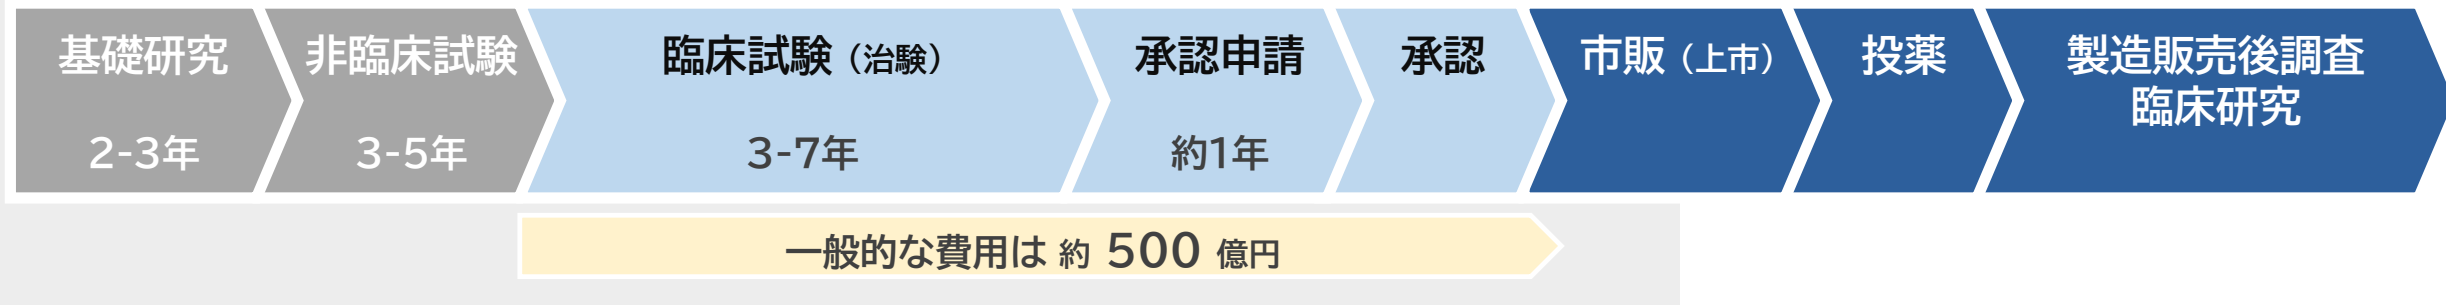 基礎研究
2-3年
非臨床試験
3-5年
臨床試験（治験）
3-7年
承認申請
約1年
承認
市販（上市）
投薬
製造販売後調査
臨床研究
一般的な費用は 約 500 億円